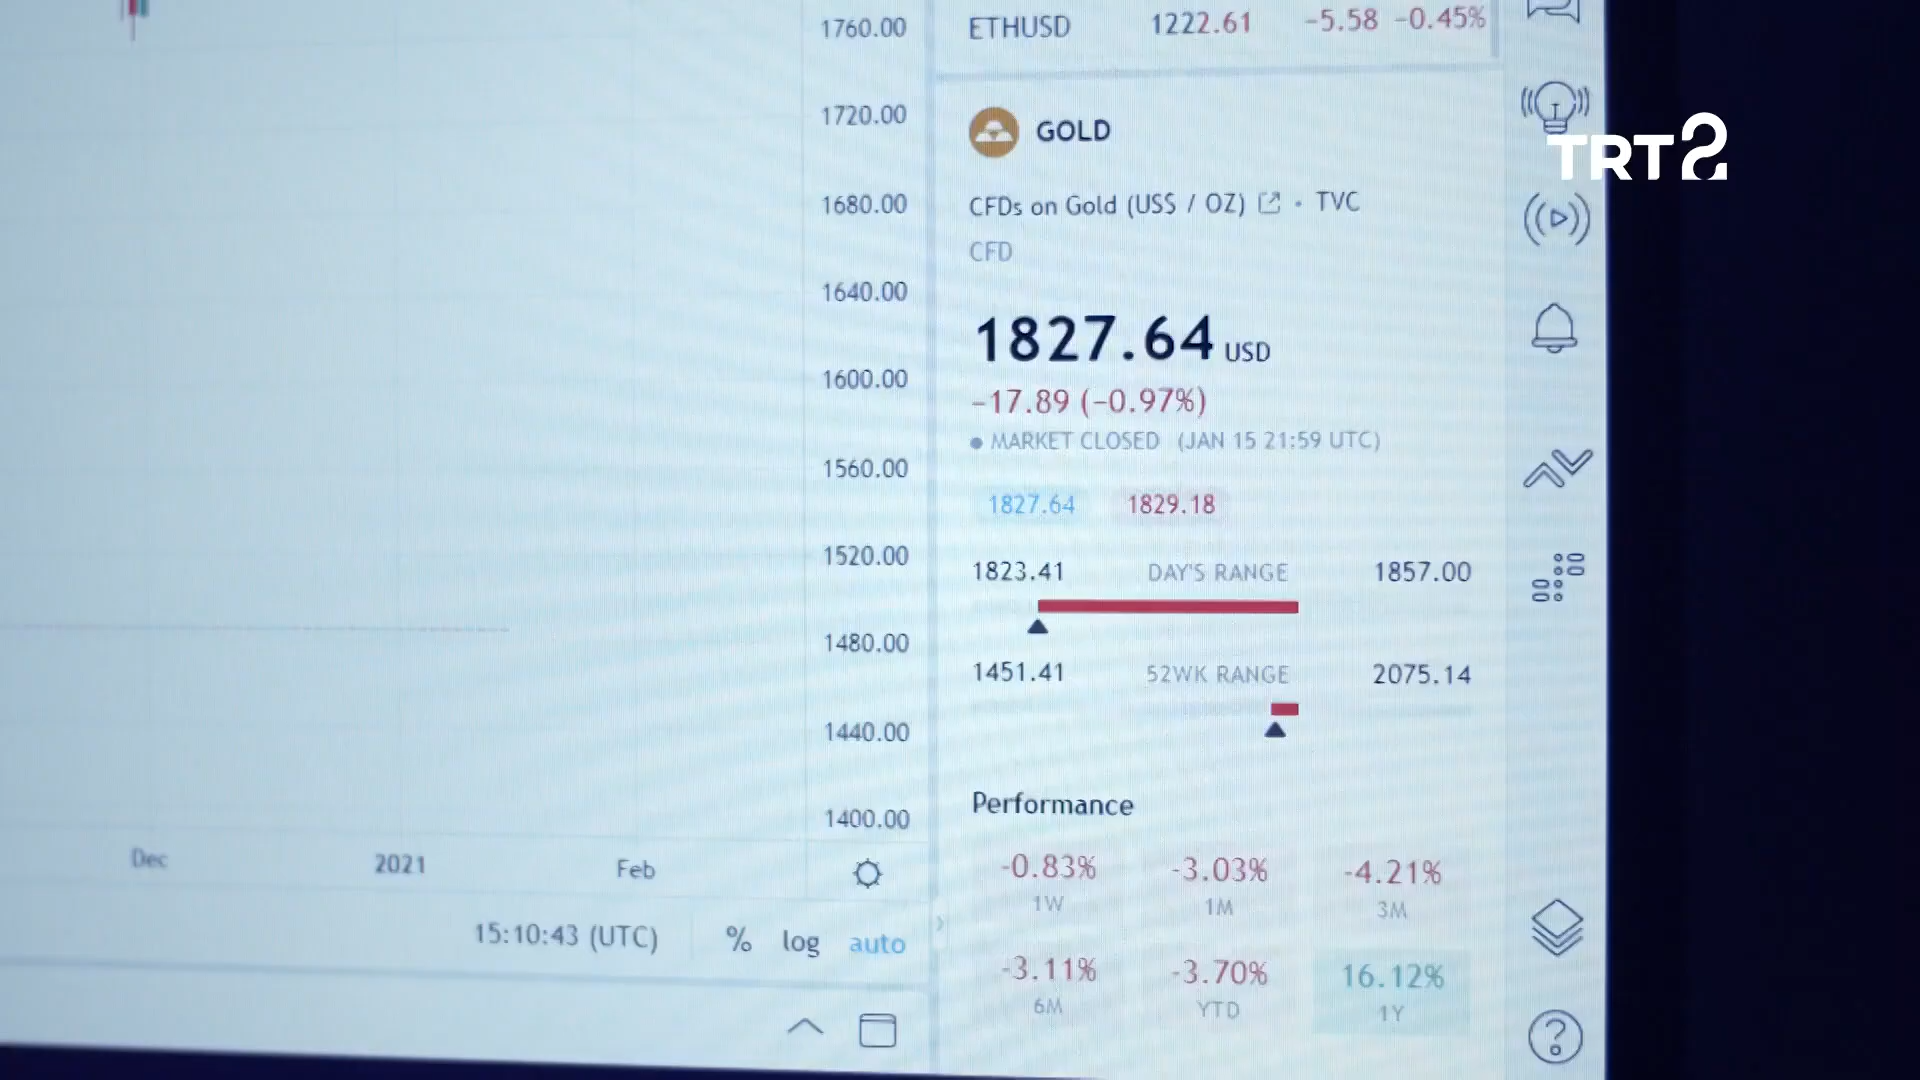 1760.00
1720.00
1680.00
1640.00
1600.00
1560.00
1520.00
1480.00
1440.00
1400.00
Dec 2021 Feb
15:10:43 (UTC) % log auto
ETHUSD 1222.61 −5.58 −0.45%
GOLD
CFDs on Gold (US$ / OZ) • TVC
CFD
1827.64 USD
−17.89 (−0.97%)
• MARKET CLOSED (JAN 15 21:59 UTC)
1827.64 1829.18
1823.41 DAY'S RANGE 1857.00
1451.41 52WK RANGE 2075.14
Performance
-0.83% -3.03% -4.21%
1W 1M 3M
-3.11% -3.70% 16.12%
6M YTD 1Y
TRT 2